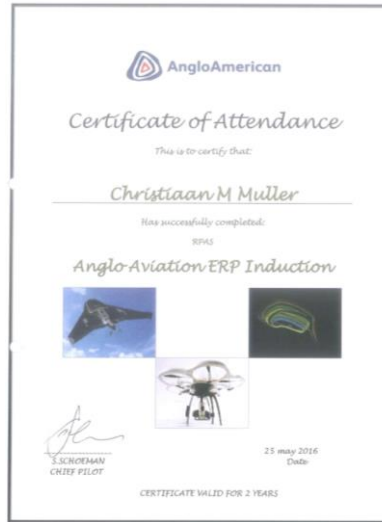 AngloAmerican
Certificate of Attendance
This is to certify that
Christiaan M Muller
Has successfully completed:
RPAS
Anglo Aviation ERP Induction
S.SCHOEMAN
CHIEF PILOT
25 may 2016
Date
CERTIFICATE VALID FOR 2 YEARS